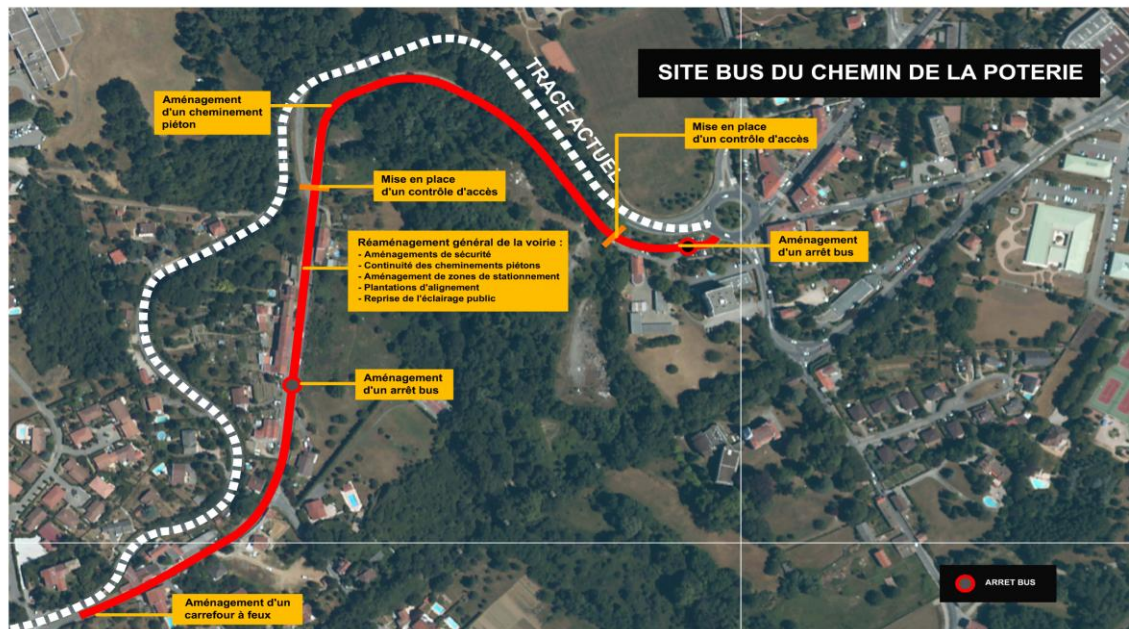 SITE BUS DU CHEMIN DE LA POTERIE
TRACE ACTUEL
Aménagement
d'un cheminement
piéton
Mise en place
d'un contrôle d'accès
Mise en place
d'un contrôle d'accès
Réaménagement général de la voirie :
- Aménagements de sécurité
- Continuité des cheminements piétons
- Aménagement de zones de stationnement
- Plantations d'alignement
- Reprise de l'éclairage public
Aménagement
d'un arrêt bus
Aménagement
d'un arrêt bus
Aménagement d'un
carrefour à feux
ARRET BUS